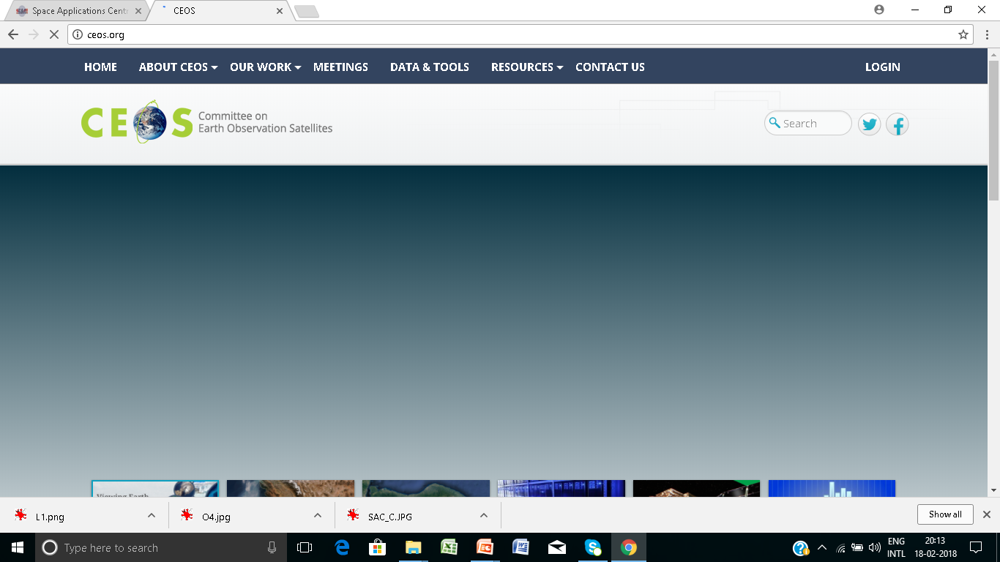 Space Applications Cent
CEOS
ceos.org
HOME ABOUT CEOS OUR WORK MEETINGS DATA & TOOLS RESOURCES CONTACT US LOGIN
CEOS
Committee on
Earth Observation Satellites
Search
Viewing Earth
L1.png
O4.jpg
SAC_C.JPG
Show all
Type here to search
ENG
INTL
20:13
18-02-2018